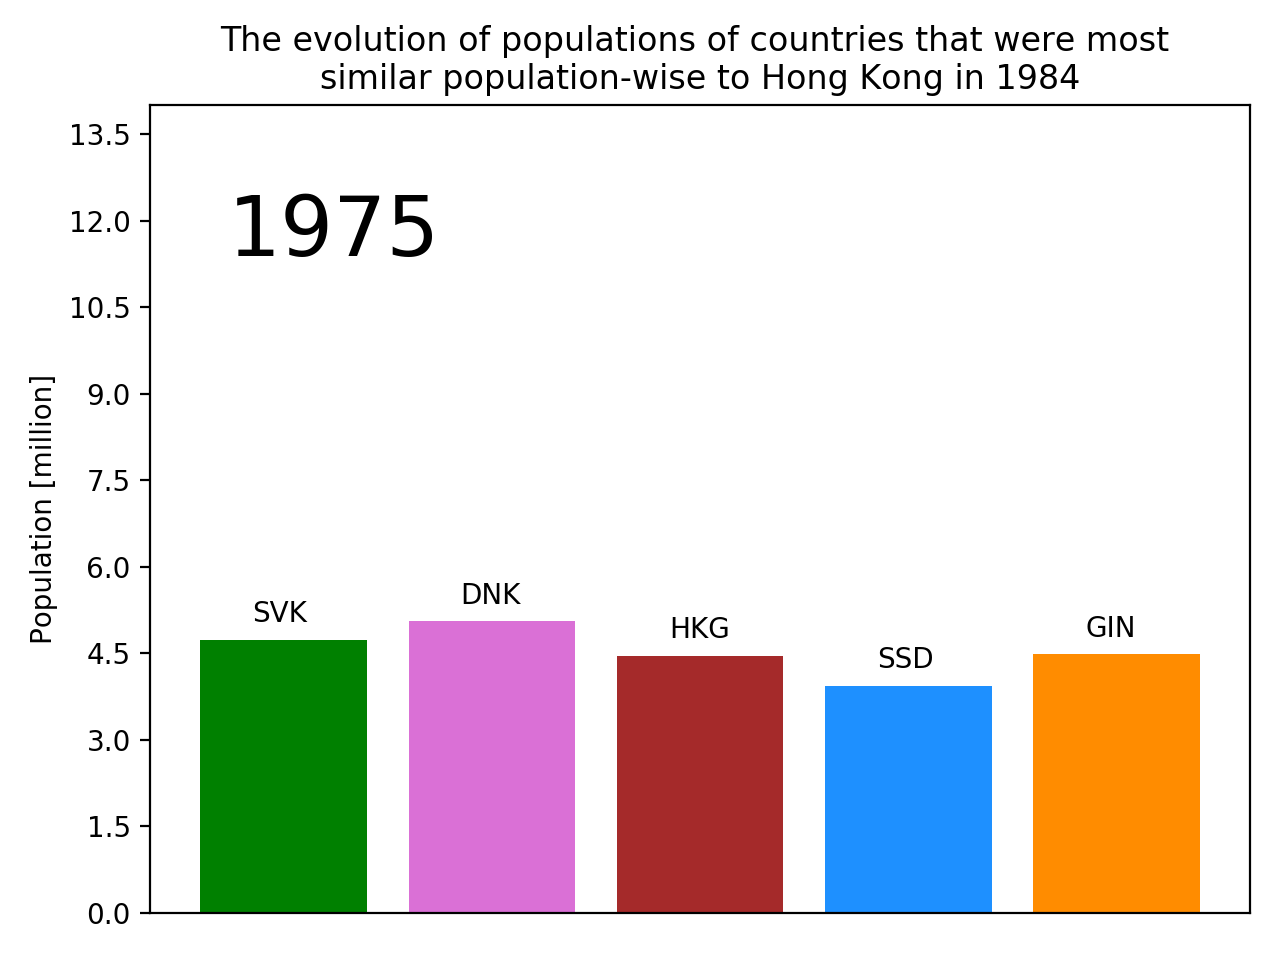 The evolution of populations of countries that were most
similar population-wise to Hong Kong in 1984
13.5
12.0
10.5
9.0
7.5
6.0
4.5
3.0
1.5
0.0
Population [million]
1975
SVK
DNK
HKG
SSD
GIN